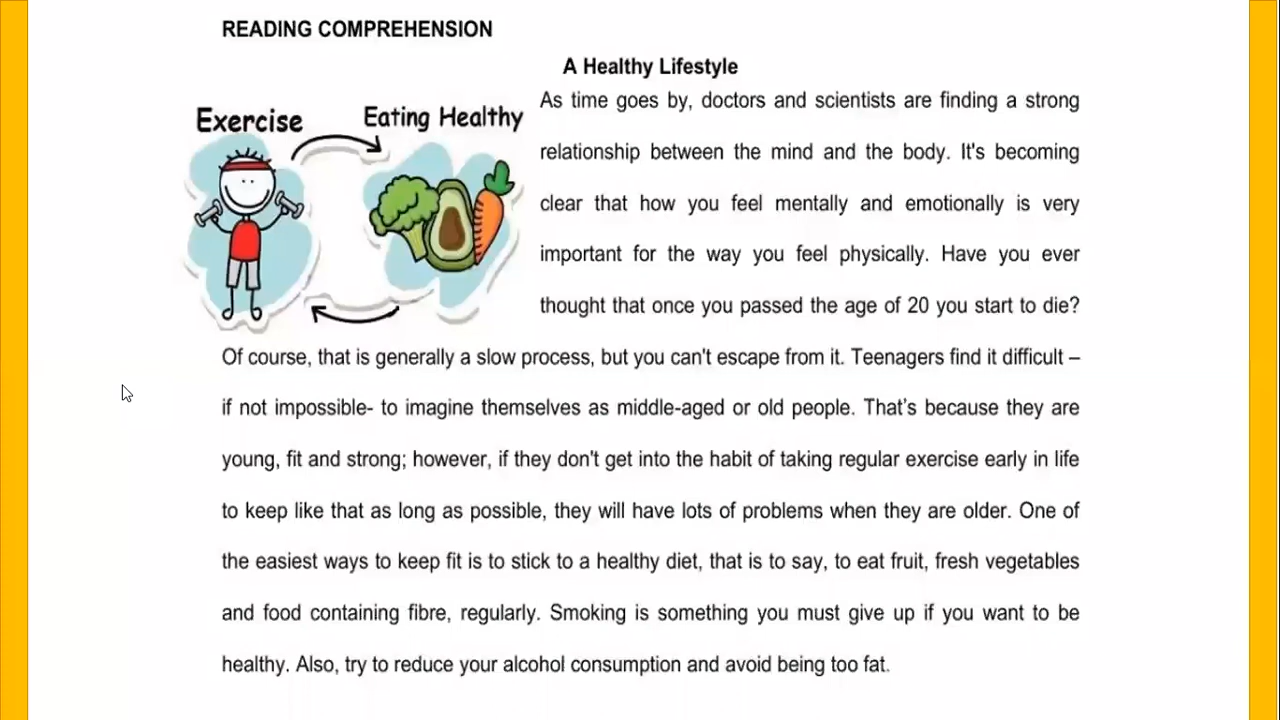 READING COMPREHENSION
A Healthy Lifestyle
Exercise
Eating Healthy
As time goes by, doctors and scientists are finding a strong
relationship between the mind and the body. It's becoming
clear that how you feel mentally and emotionally is very
important for the way you feel physically. Have you ever
thought that once you passed the age of 20 you start to die?
Of course, that is generally a slow process, but you can't escape from it. Teenagers find it difficult –
if not impossible- to imagine themselves as middle-aged or old people. That’s because they are
young, fit and strong; however, if they don't get into the habit of taking regular exercise early in life
to keep like that as long as possible, they will have lots of problems when they are older. One of
the easiest ways to keep fit is to stick to a healthy diet, that is to say, to eat fruit, fresh vegetables
and food containing fibre, regularly. Smoking is something you must give up if you want to be
healthy. Also, try to reduce your alcohol consumption and avoid being too fat.